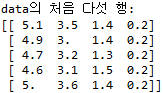 data의 처음 다섯 행:
[[ 5.1  3.5  1.4  0.2]
 [ 4.9  3.   1.4  0.2]
 [ 4.7  3.2  1.3  0.2]
 [ 4.6  3.1  1.5  0.2]
 [ 5.   3.6  1.4  0.2]]